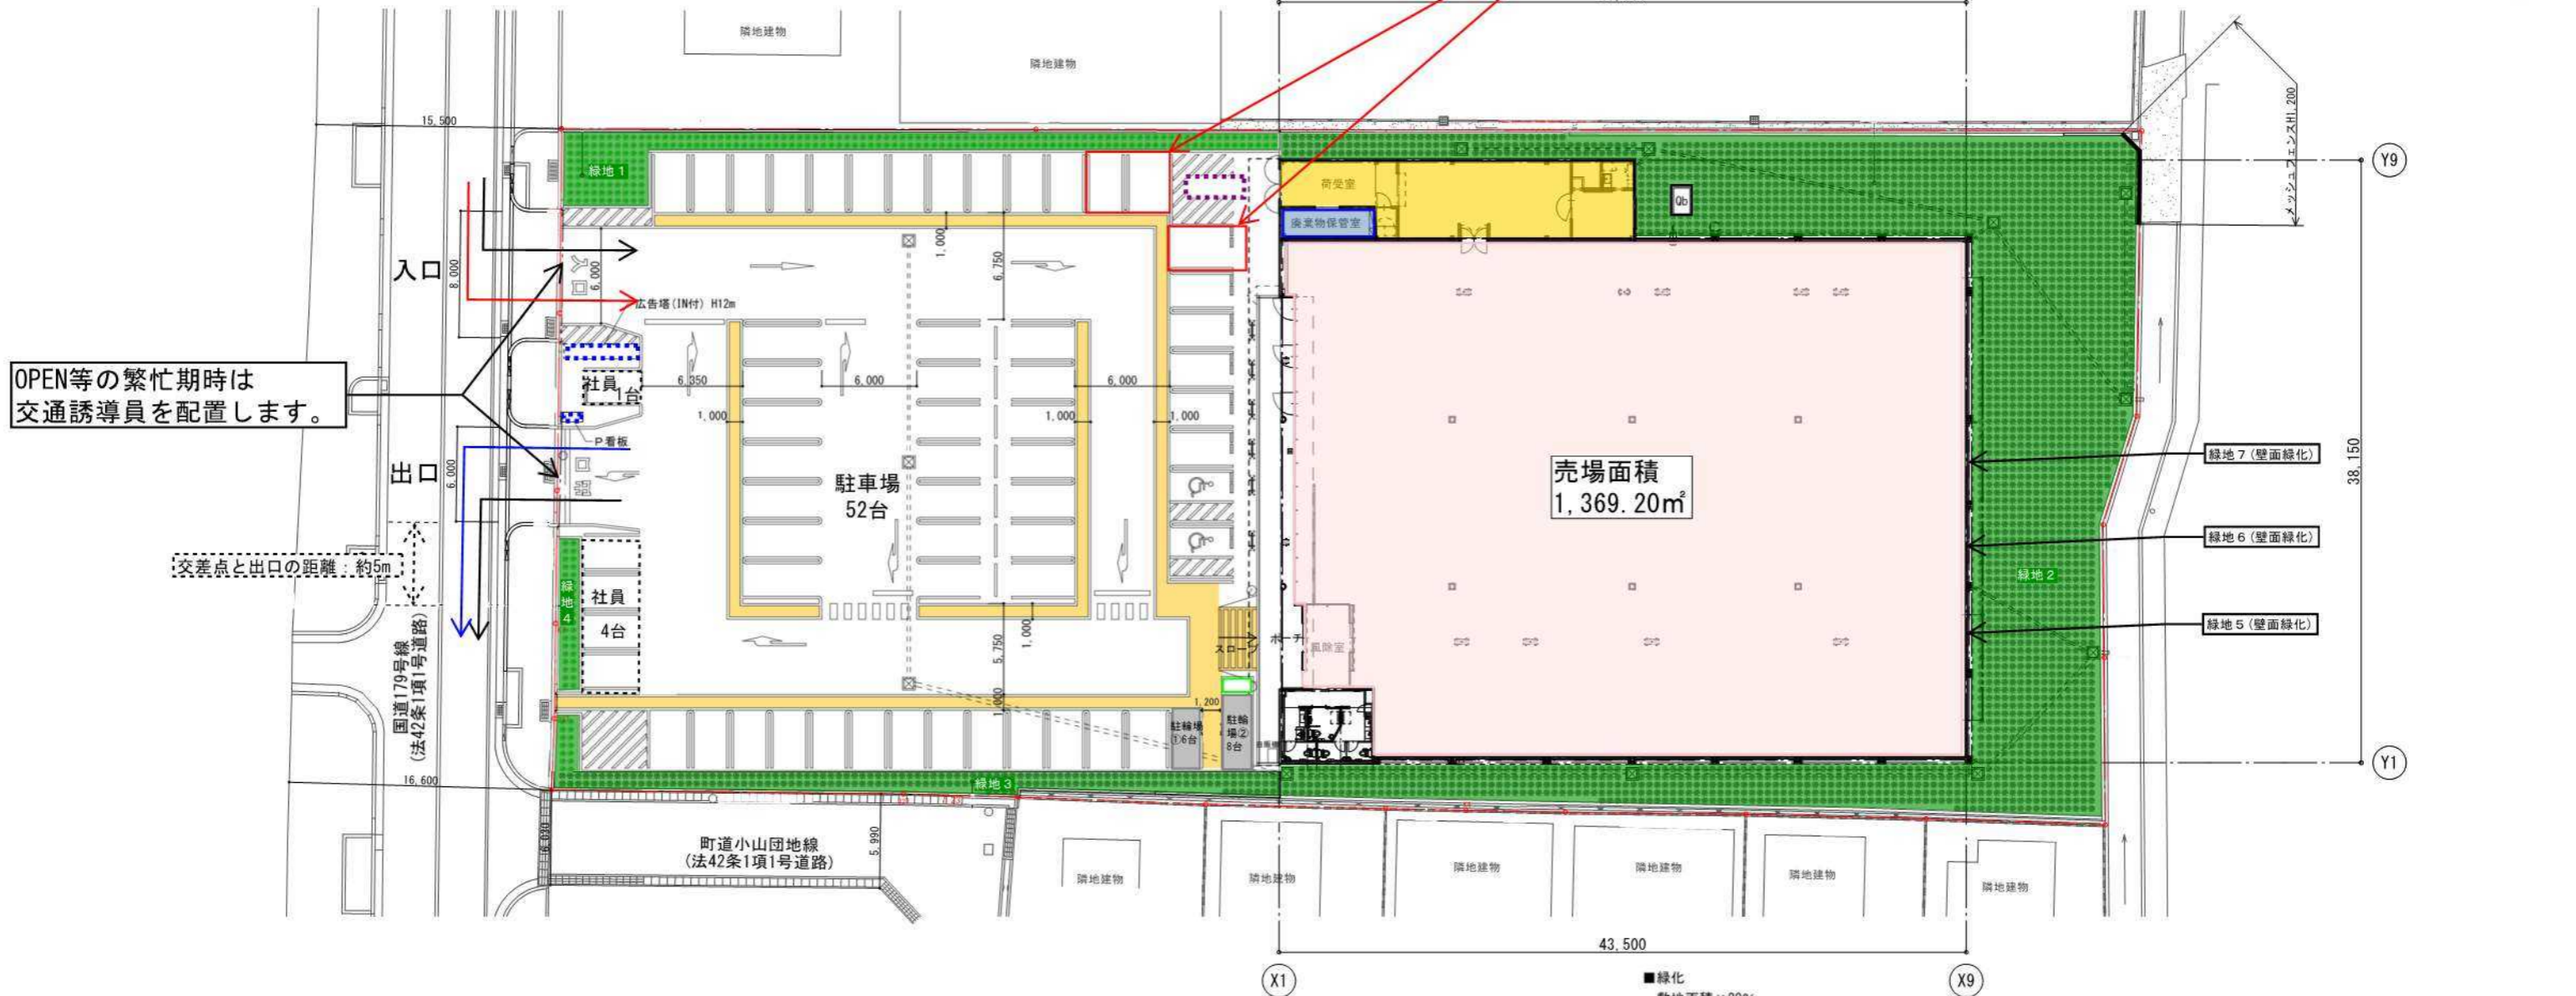 隣地建物
隣地建物
15,500
メッシュフェンスH1,200
Y9
緑地1
荷受室
廃棄物保管室
Qb
1,000
6,750
入口
8,000
入口
6,000
広告塔(IN付) H12m
OPEN等の繁忙期時は
交通誘導員を配置します。
社員
1台
6,350
6,000
6,000
1,000
1,000
1,000
P看板
出口
6,000
出口
駐車場
52台
売場面積
1,369.20㎡
緑地7(壁面緑化)
38,150
緑地6(壁面緑化)
緑地2
緑地5(壁面緑化)
交差点と出口の距離:約5m
緑地4
社員
4台
国道179号線
(法42条1項1号道路)
5,750
1,000
スロープ
ポーチ
風除室
1,000
1,200
駐輪場
①6台
駐輪
場②
8台
16,600
緑地3
Y1
6,030
町道小山団地線
(法42条1項1号道路)
5,990
隣地建物
隣地建物
隣地建物
隣地建物
隣地建物
隣地建物
43,500
X1
X9
■緑化